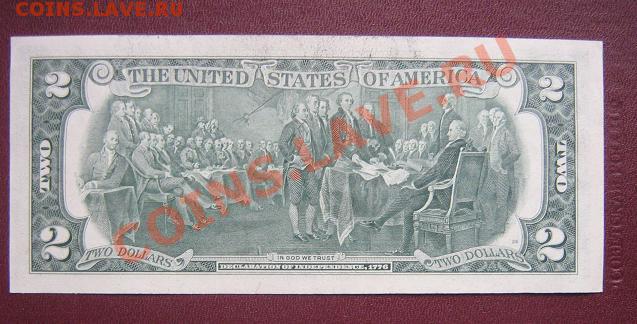 COINS.LAVE.RU
2 THE UNITED STATES OF AMERICA 2
TWO TWO
COINS.LAVE.RU
2 TWO DOLLARS IN GOD WE TRUST TWO DOLLARS 2
DECLARATION OF INDEPENDENCE, 1776